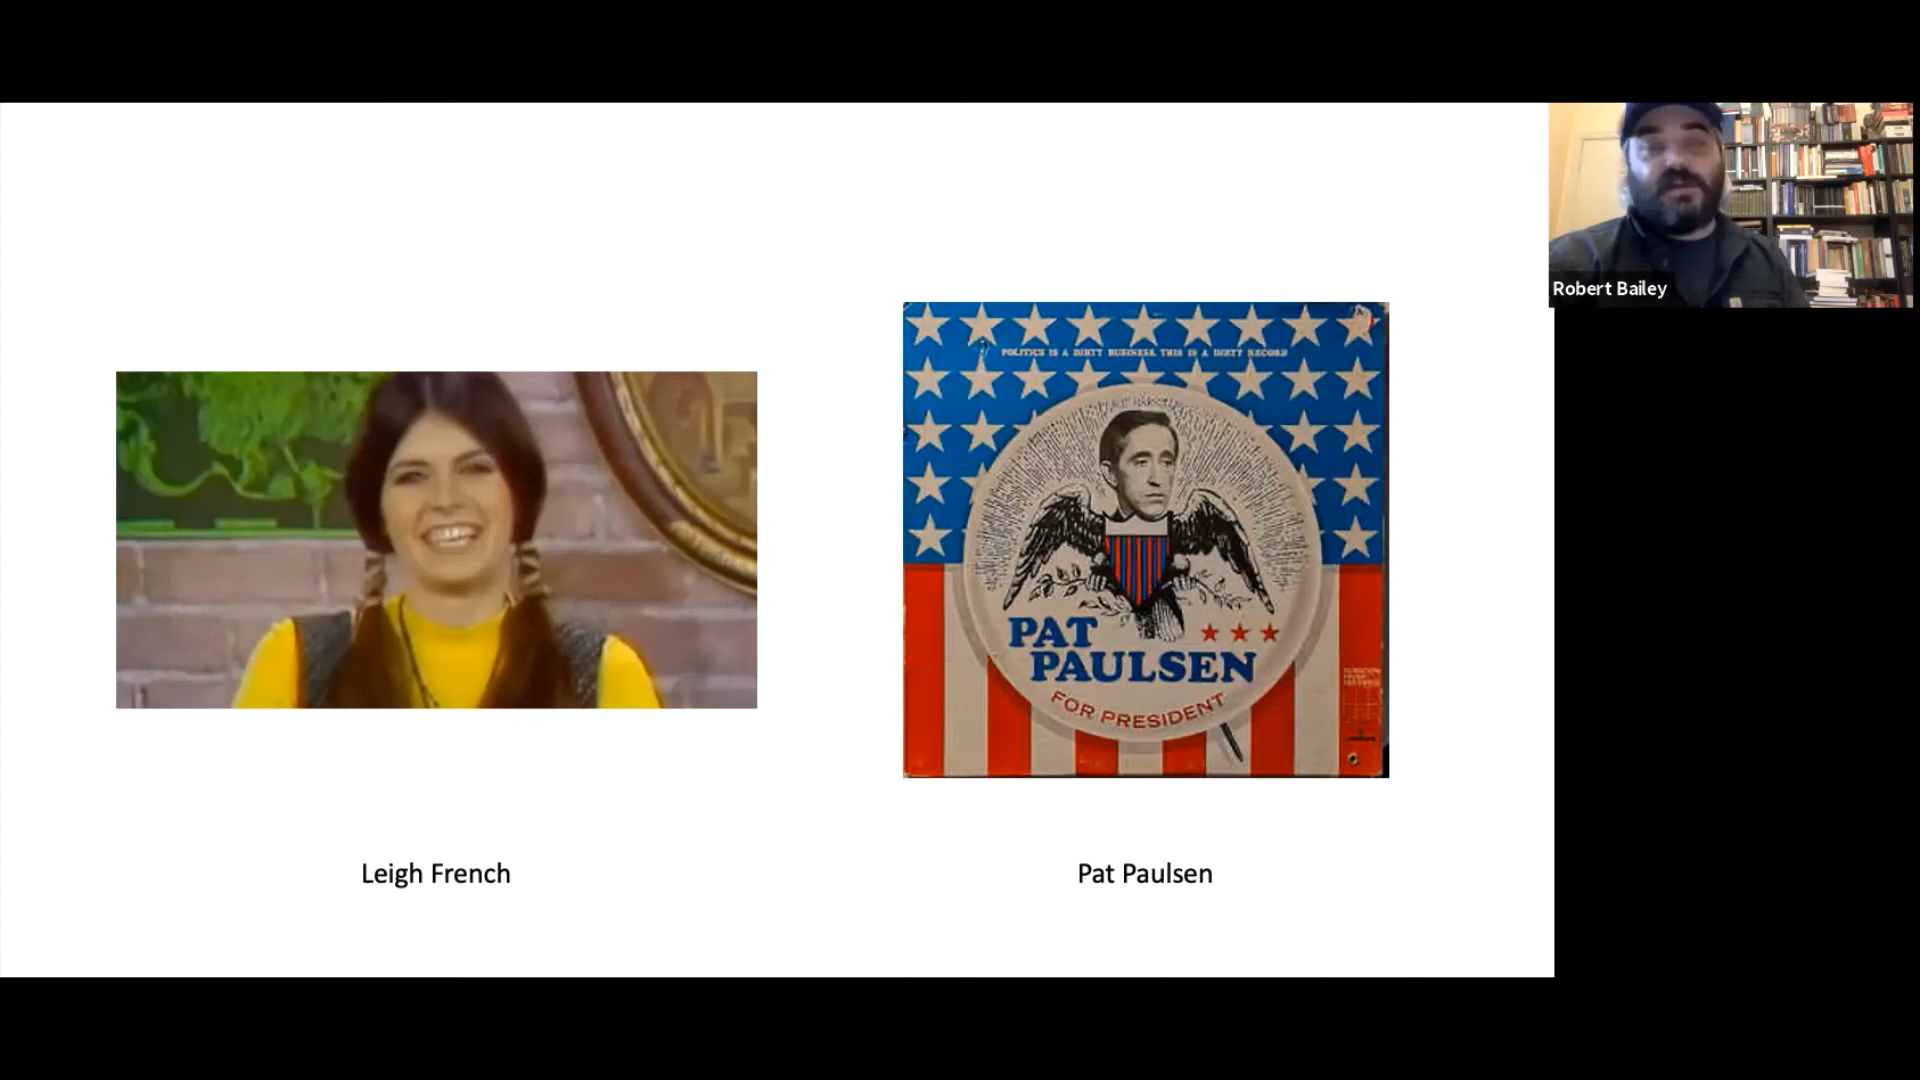 Robert Bailey
POLITICS IS A DIRTY BUSINESS. THIS IS A DIRTY RECORD
PAT
PAULSEN
FOR PRESIDENT
Leigh French
Pat Paulsen